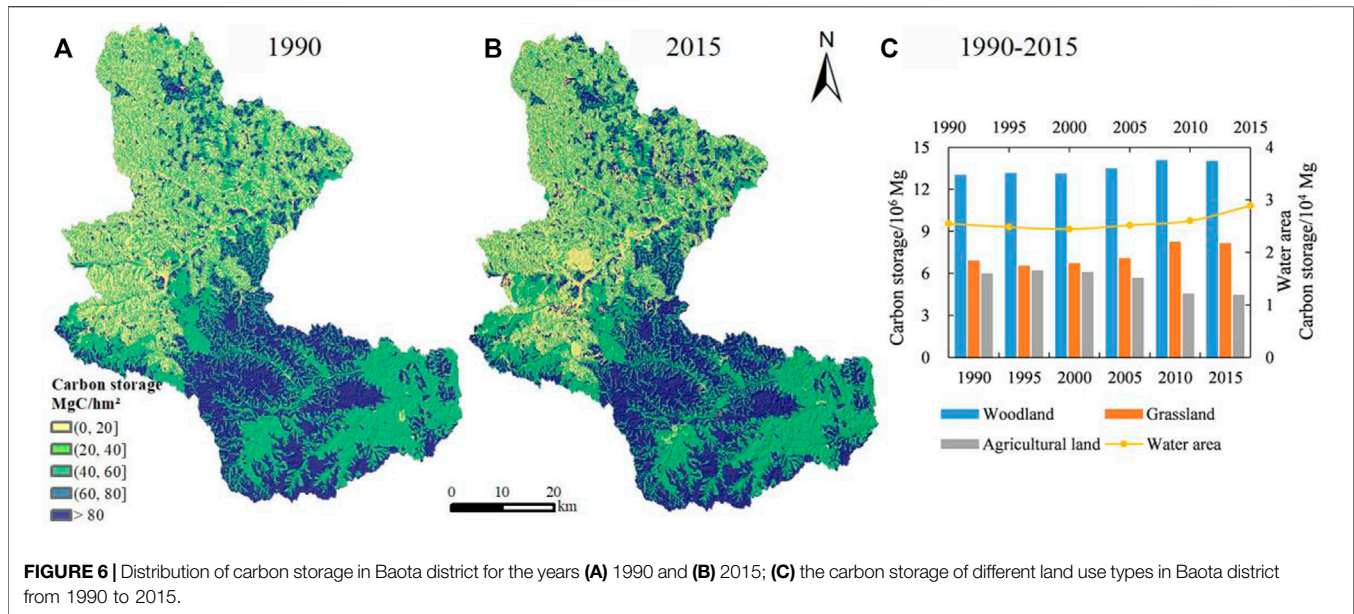 A 1990
B 2015
N
C 1990-2015
Carbon storage
MgC/hm²
(0, 20]
(20, 40]
(40, 60]
(60, 80]
> 80
0 10 20
km
1990 1995 2000 2005 2010 2015
15
12
9
6
3
0
Carbon storage/10⁶ Mg
4
3
2
1
0
Water area
Carbon storage/10⁴ Mg
1990 1995 2000 2005 2010 2015
Woodland Grassland
Agricultural land Water area
FIGURE 6 | Distribution of carbon storage in Baota district for the years (A) 1990 and (B) 2015; (C) the carbon storage of different land use types in Baota district
from 1990 to 2015.